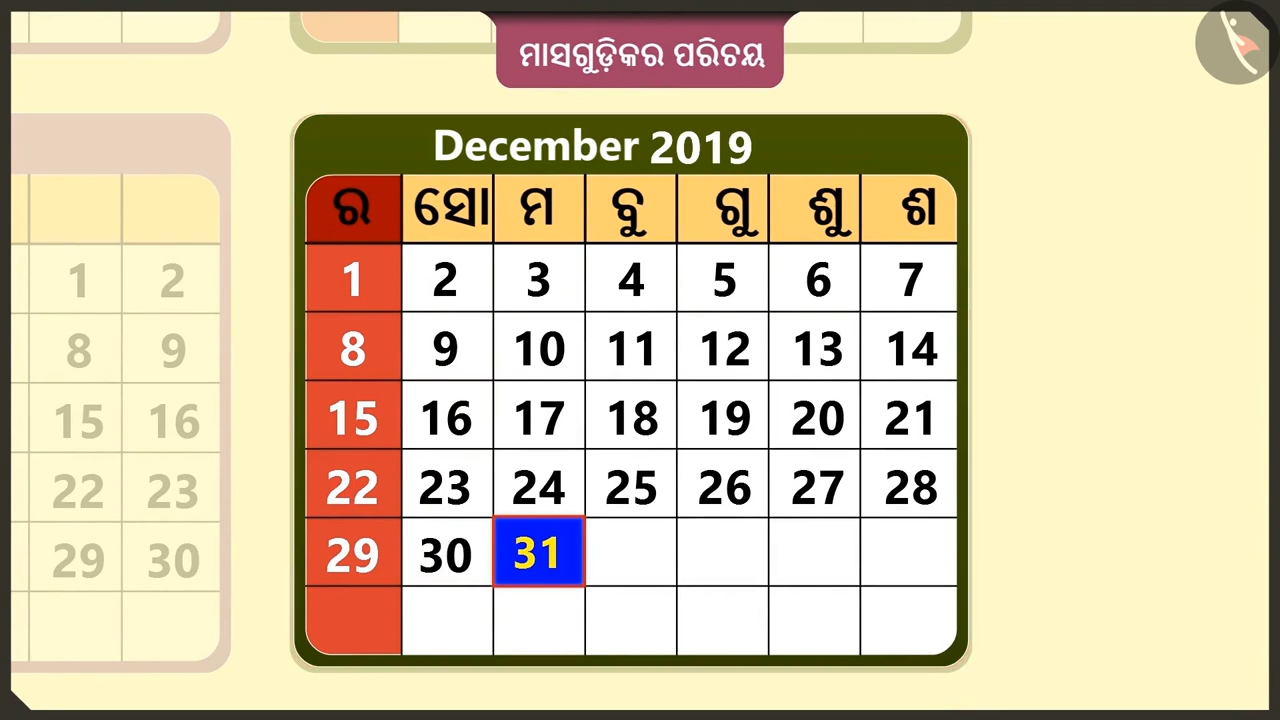 ମାସଗୁଡ଼ିକର ପରିଚୟ
December 2019
ର ସୋ ମ ବୁ ଗୁ ଶୁ ଶ
1 2 3 4 5 6 7
8 9 10 11 12 13 14
15 16 17 18 19 20 21
22 23 24 25 26 27 28
29 30 31
1 2
8 9
15 16
22 23
29 30